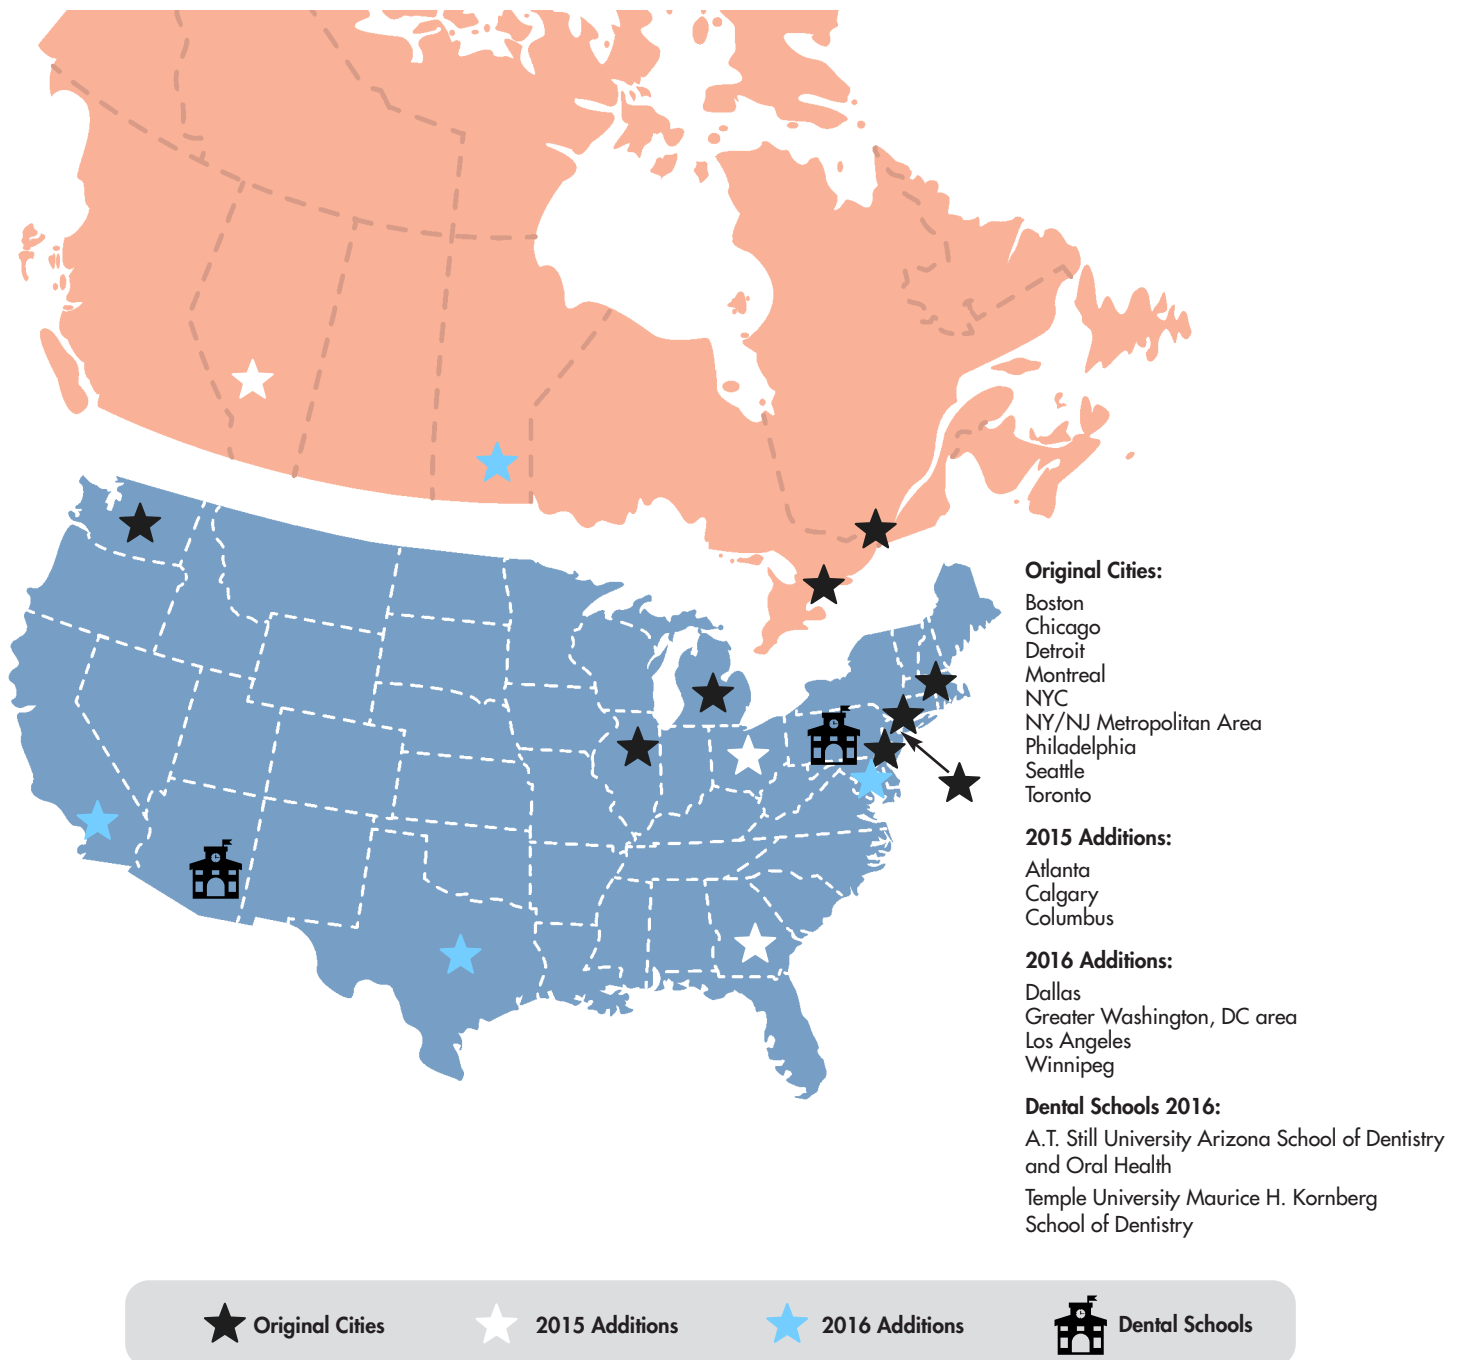 Original Cities:
Boston
Chicago
Detroit
Montreal
NYC
NY/NJ Metropolitan Area
Philadelphia
Seattle
Toronto
2015 Additions:
Atlanta
Calgary
Columbus
2016 Additions:
Dallas
Greater Washington, DC area
Los Angeles
Winnipeg
Dental Schools 2016:
A.T. Still University Arizona School of Dentistry
and Oral Health
Temple University Maurice H. Kornberg
School of Dentistry
Original Cities
2015 Additions
2016 Additions
Dental Schools